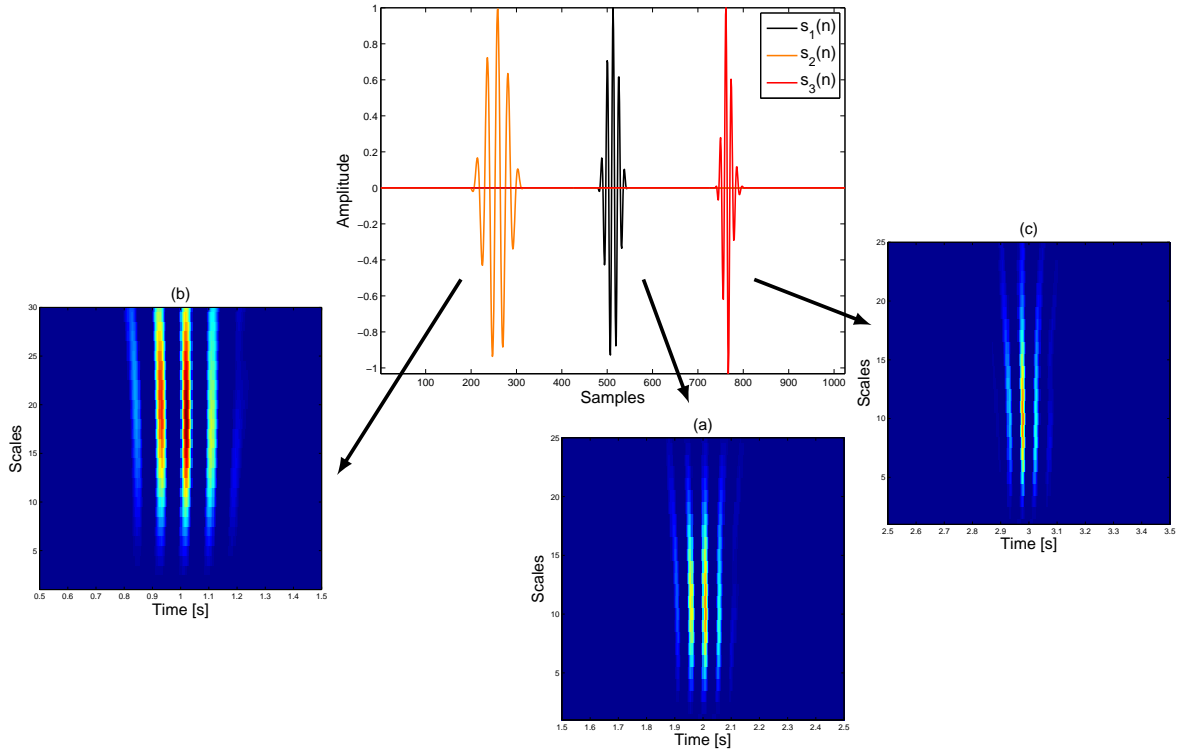 1
0.8
0.6
0.4
0.2
0
−0.2
−0.4
−0.6
−0.8
−1
Amplitude
100 200 300 400 500 600 700 800 900 1000
Samples
s_1(n)
s_2(n)
s_3(n)
(b)
30
25
20
15
10
5
Scales
0.5 0.6 0.7 0.8 0.9 1 1.1 1.2 1.3 1.4 1.5
Time [s]
(a)
25
20
15
10
5
Scales
1.5 1.6 1.7 1.8 1.9 2 2.1 2.2 2.3 2.4 2.5
Time [s]
(c)
25
20
15
10
5
Scales
2.5 2.6 2.7 2.8 2.9 3 3.1 3.2 3.3 3.4 3.5
Time [s]